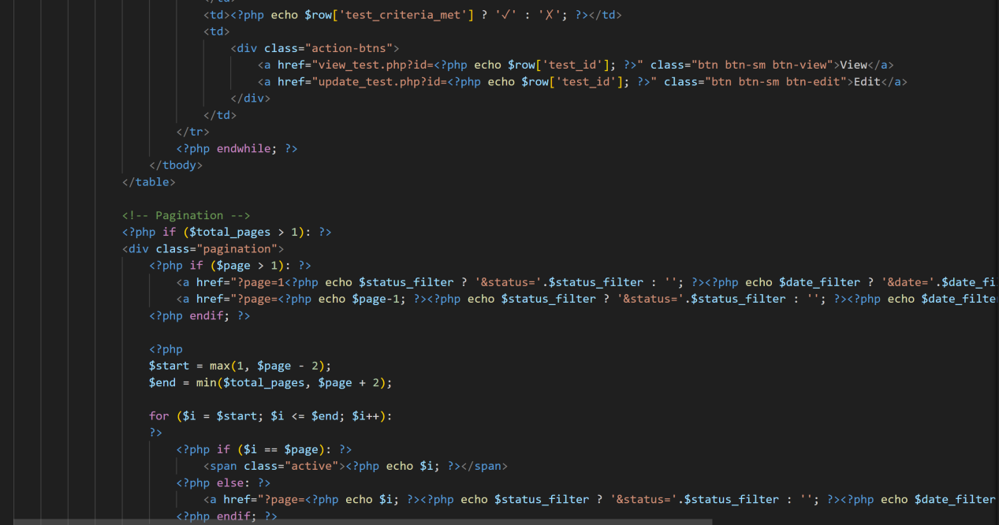 <td><?php echo $row['test_criteria_met'] ? '✓' : '✗'; ?></td>
<td>
<div class="action-btns">
<a href="view_test.php?id=<?php echo $row['test_id']; ?>" class="btn btn-sm btn-view">View</a>
<a href="update_test.php?id=<?php echo $row['test_id']; ?>" class="btn btn-sm btn-edit">Edit</a>
</div>
</td>
</tr>
<?php endwhile; ?>
</tbody>
</table>
<!-- Pagination -->
<?php if ($total_pages > 1): ?>
<div class="pagination">
<?php if ($page > 1): ?>
<a href="?page=1<?php echo $status_filter ? '&status='.$status_filter : ''; ?><?php echo $date_filter ? '&date='.$date_fi
<a href="?page=<?php echo $page-1; ?><?php echo $status_filter ? '&status='.$status_filter : ''; ?><?php echo $date_filte
<?php endif; ?>
<?php
$start = max(1, $page - 2);
$end = min($total_pages, $page + 2);
for ($i = $start; $i <= $end; $i++):
?>
<?php if ($i == $page): ?>
<span class="active"><?php echo $i; ?></span>
<?php else: ?>
<a href="?page=<?php echo $i; ?><?php echo $status_filter ? '&status='.$status_filter : ''; ?><?php echo $date_filter
<?php endif; ?>